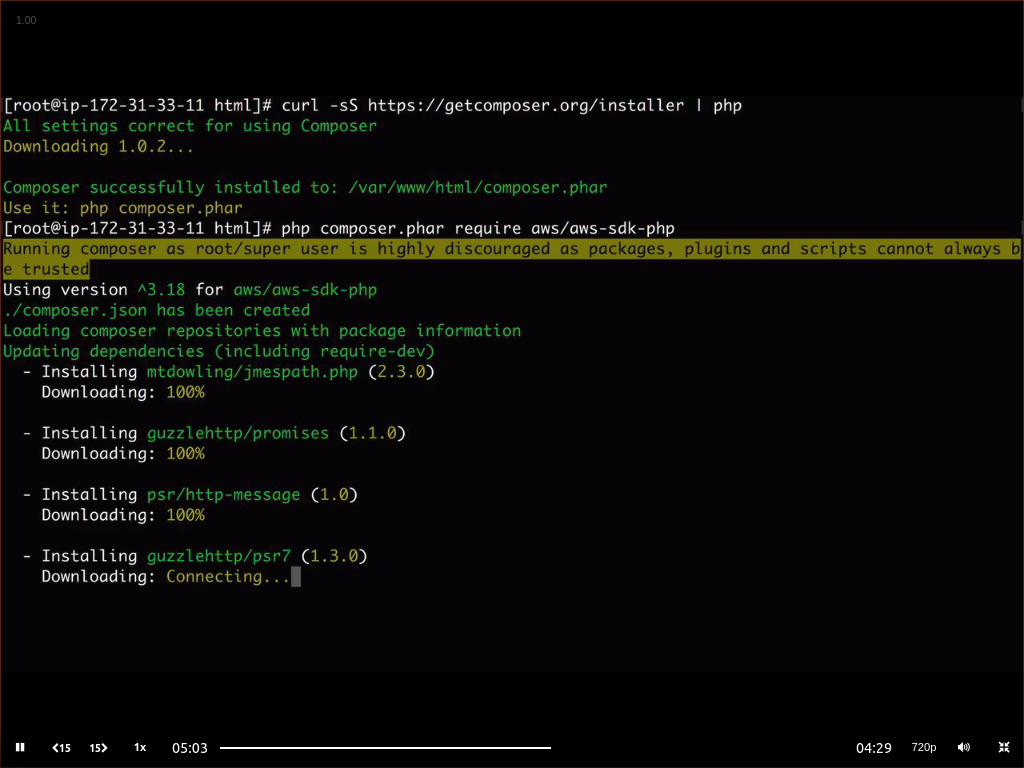 1.00
[root@ip-172-31-33-11 html]# curl -sS https://getcomposer.org/installer | php
All settings correct for using Composer
Downloading 1.0.2...
Composer successfully installed to: /var/www/html/composer.phar
Use it: php composer.phar
[root@ip-172-31-33-11 html]# php composer.phar require aws/aws-sdk-php
Running composer as root/super user is highly discouraged as packages, plugins and scripts cannot always b
e trusted
Using version ^3.18 for aws/aws-sdk-php
./composer.json has been created
Loading composer repositories with package information
Updating dependencies (including require-dev)
- Installing mtdowling/jmespath.php (2.3.0)
Downloading: 100%
- Installing guzzlehttp/promises (1.1.0)
Downloading: 100%
- Installing psr/http-message (1.0)
Downloading: 100%
- Installing guzzlehttp/psr7 (1.3.0)
Downloading: Connecting...
15 15 1x 05:03 04:29 720p